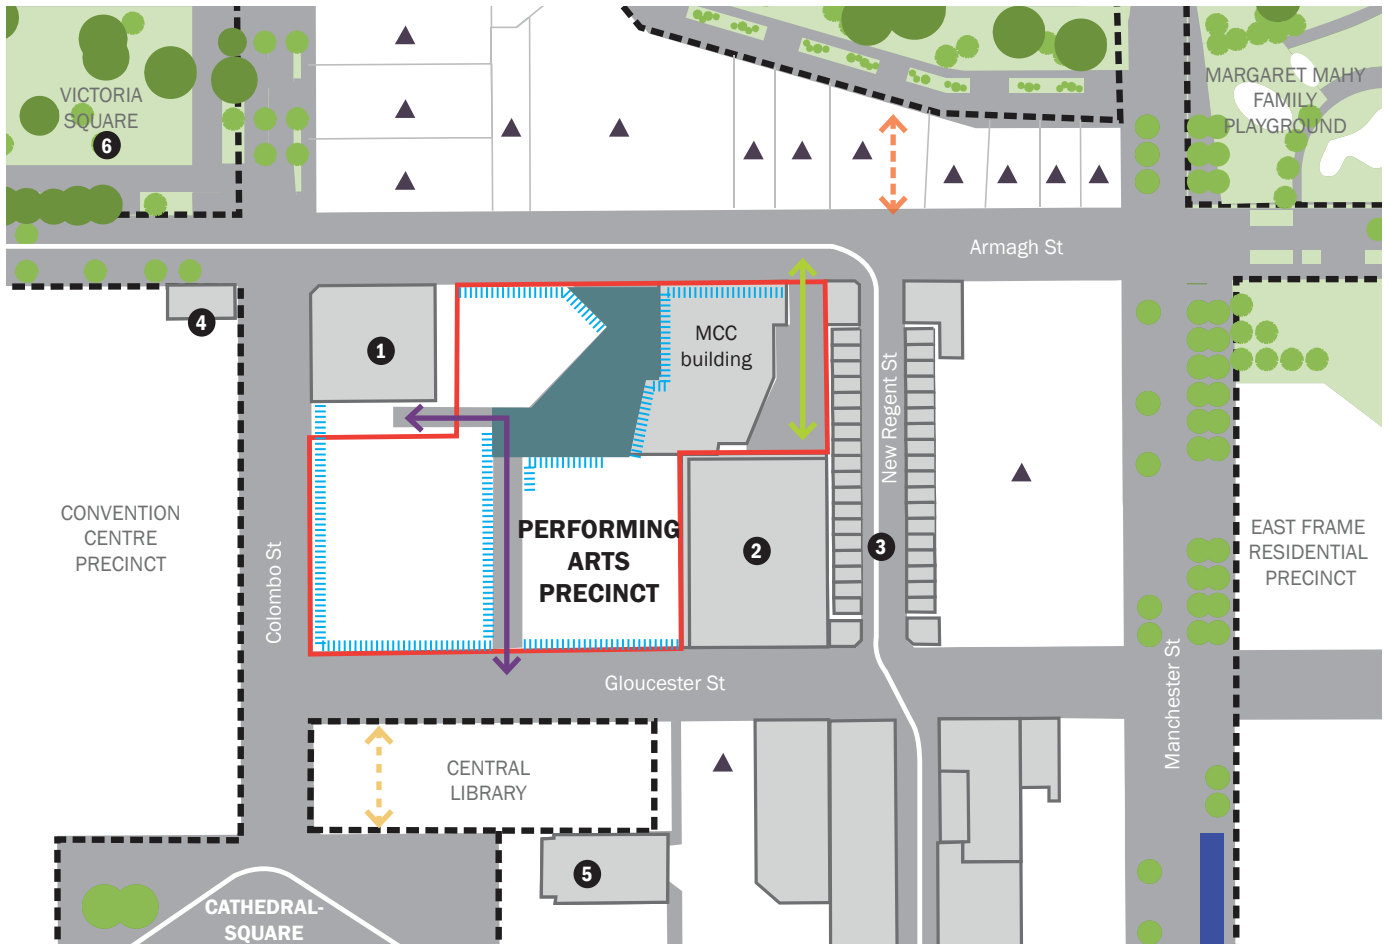 VICTORIA
SQUARE
6
MARGARET MAHY
FAMILY
PLAYGROUND
Armagh St
4
1
MCC
building
New Regent St
CONVENTION
CENTRE
PRECINCT
Colombo St
PERFORMING
ARTS
PRECINCT
2
3
EAST FRAME
RESIDENTIAL
PRECINCT
Gloucester St
Manchester St
CENTRAL
LIBRARY
5
CATHEDRAL-
SQUARE